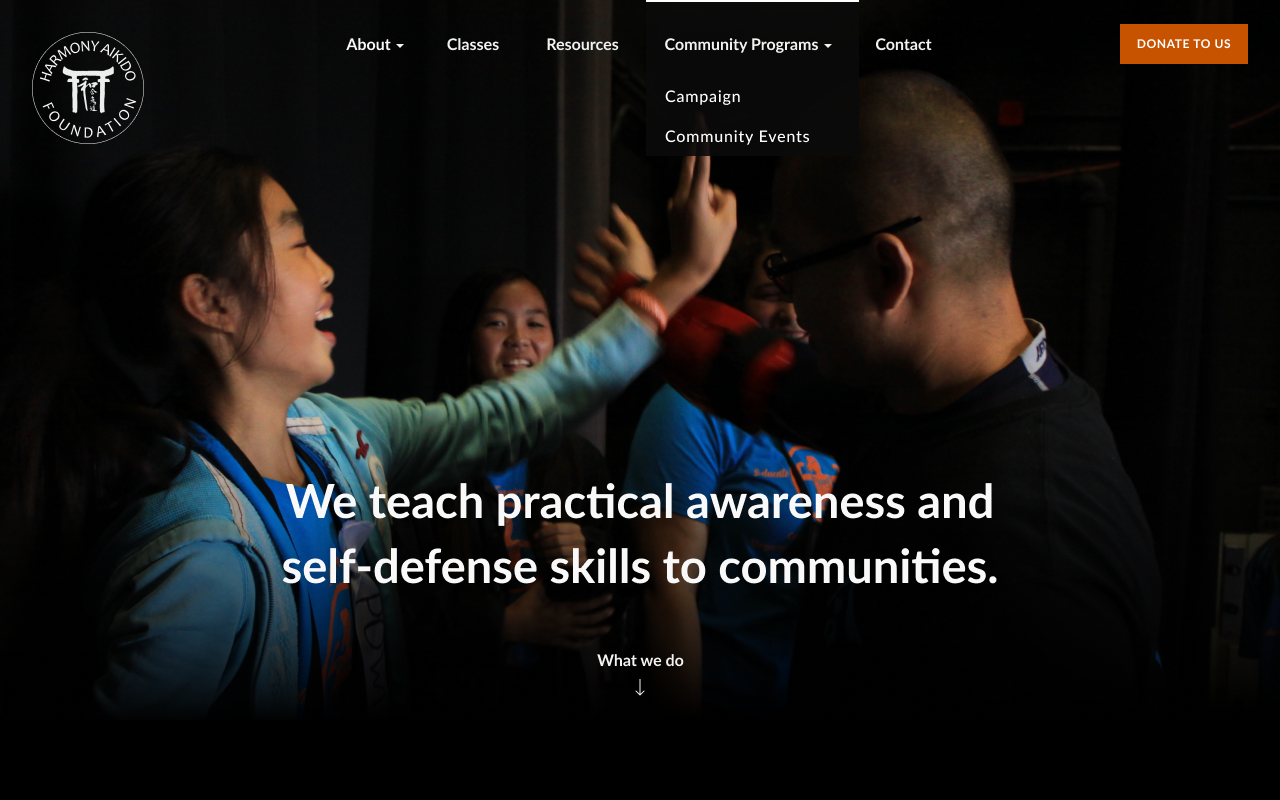 HARMONY AIKIDO
FOUNDATION
About
Classes
Resources
Community Programs
Contact
DONATE TO US
Campaign
Community Events
We teach practical awareness and
self-defense skills to communities.
What we do